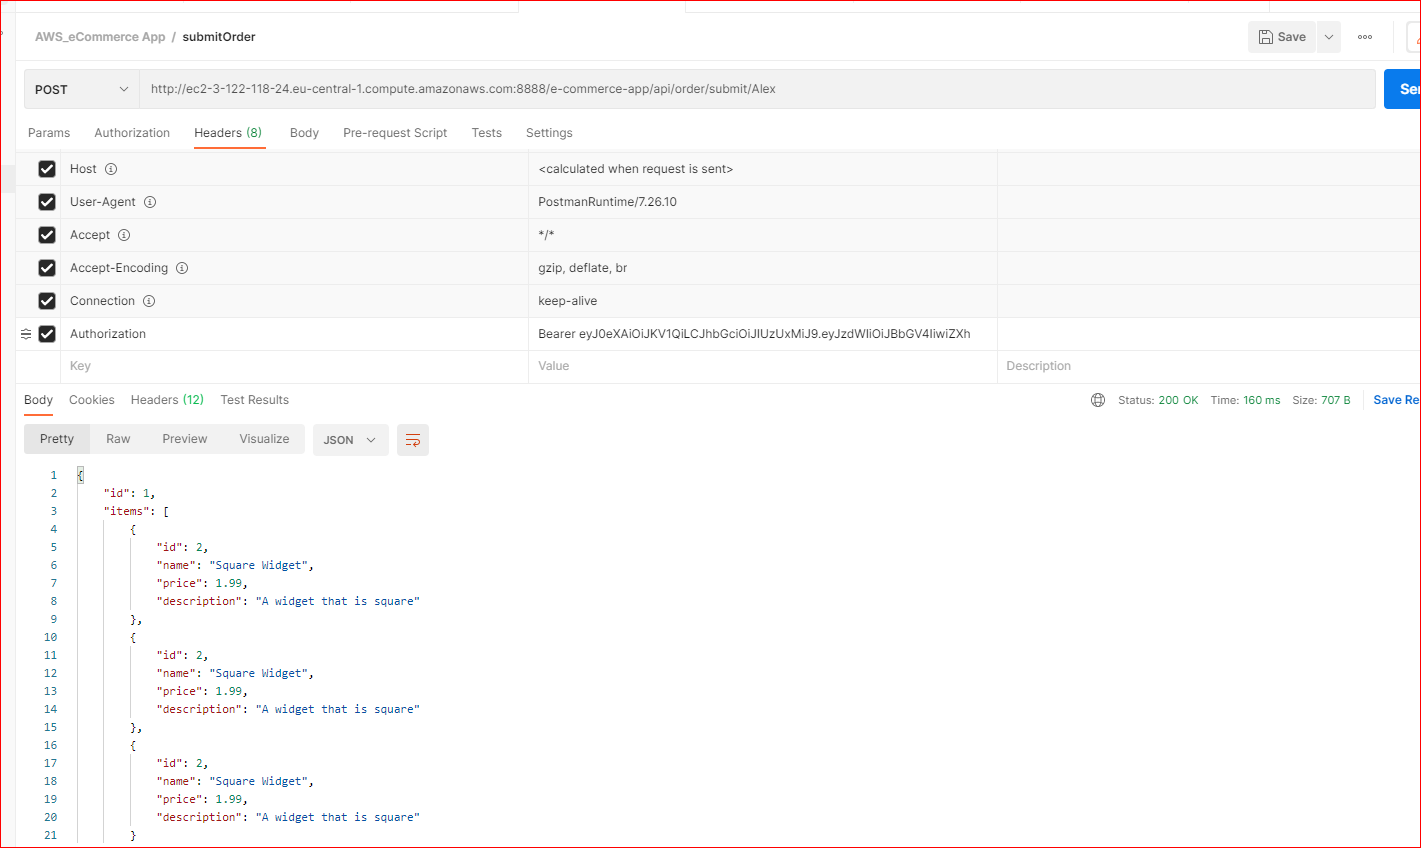 AWS_eCommerce App / submitOrder
Save
POST
http://ec2-3-122-118-24.eu-central-1.compute.amazonaws.com:8888/e-commerce-app/api/order/submit/Alex
Params Authorization Headers (8) Body Pre-request Script Tests Settings
Host <calculated when request is sent>
User-Agent PostmanRuntime/7.26.10
Accept */*
Accept-Encoding gzip, deflate, br
Connection keep-alive
Authorization Bearer eyJ0eXAiOiJKV1QiLCJhbGciOiJIUzUxMiJ9.eyJzdWIiOiJBbGV4IiwiZXh
Key Value Description
Body Cookies Headers (12) Test Results Status: 200 OK Time: 160 ms Size: 707 B Save Re
Pretty Raw Preview Visualize JSON
1 {
2 "id": 1,
3 "items": [
4 {
5 "id": 2,
6 "name": "Square Widget",
7 "price": 1.99,
8 "description": "A widget that is square"
9 },
10 {
11 "id": 2,
12 "name": "Square Widget",
13 "price": 1.99,
14 "description": "A widget that is square"
15 },
16 {
17 "id": 2,
18 "name": "Square Widget",
19 "price": 1.99,
20 "description": "A widget that is square"
21 }